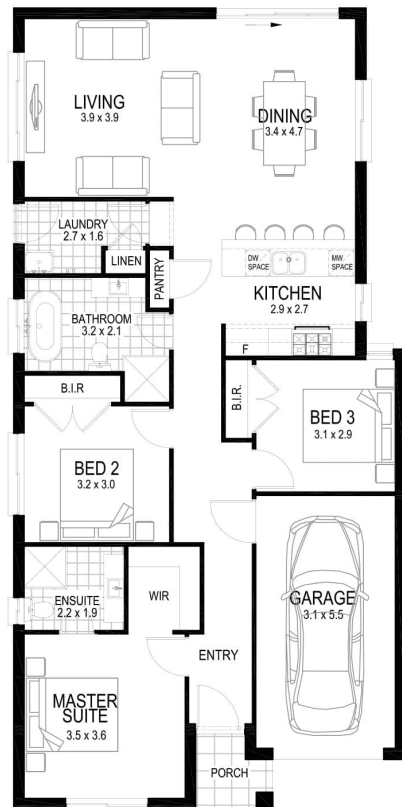 LIVING
3.9 x 3.9
DINING
3.4 x 4.7
LAUNDRY
2.7 x 1.6
LINEN
PANTRY
DW
SPACE
MW
SPACE
KITCHEN
2.9 x 2.7
F
BATHROOM
3.2 x 2.1
B.I.R
B.I.R.
BED 3
3.1 x 2.9
BED 2
3.2 x 3.0
ENSUITE
2.2 x 1.9
WIR
GARAGE
3.1 x 5.5
ENTRY
MASTER
SUITE
3.5 x 3.6
PORCH